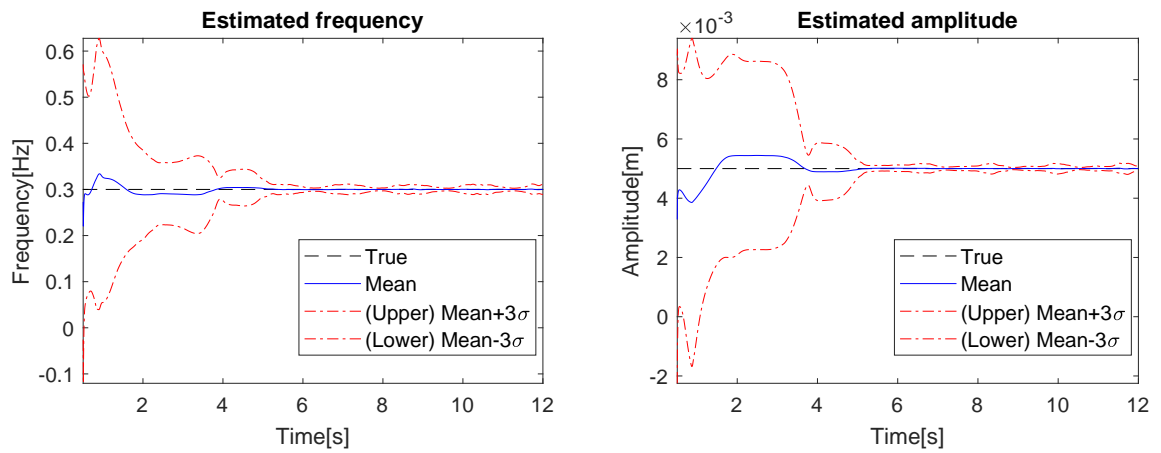 Estimated frequency
0.6
0.5
0.4
0.3
0.2
0.1
0
-0.1
Frequency[Hz]
2
4
6
8
10
12
Time[s]
True
Mean
(Upper) Mean+3σ
(Lower) Mean-3σ
Estimated amplitude
×10⁻³
8
6
4
2
0
-2
Amplitude[m]
2
4
6
8
10
12
Time[s]
True
Mean
(Upper) Mean+3σ
(Lower) Mean-3σ